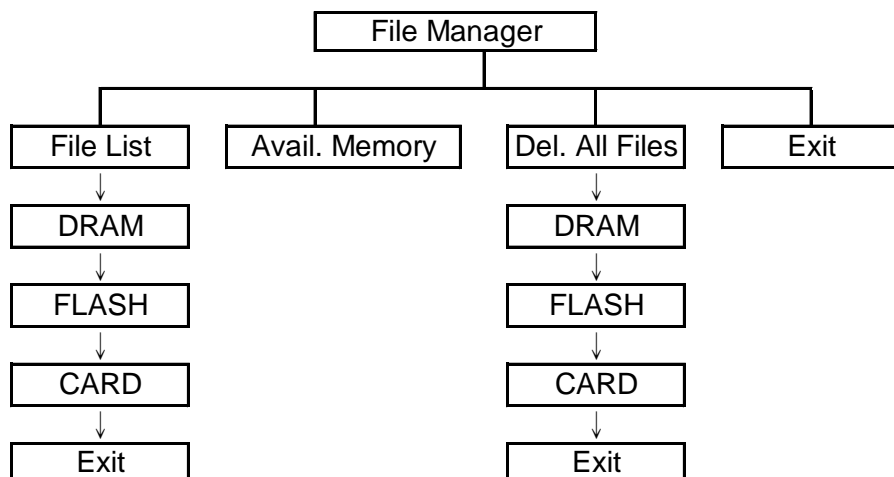 File Manager
File List
Avail. Memory
Del. All Files
Exit
DRAM
DRAM
FLASH
FLASH
CARD
CARD
Exit
Exit